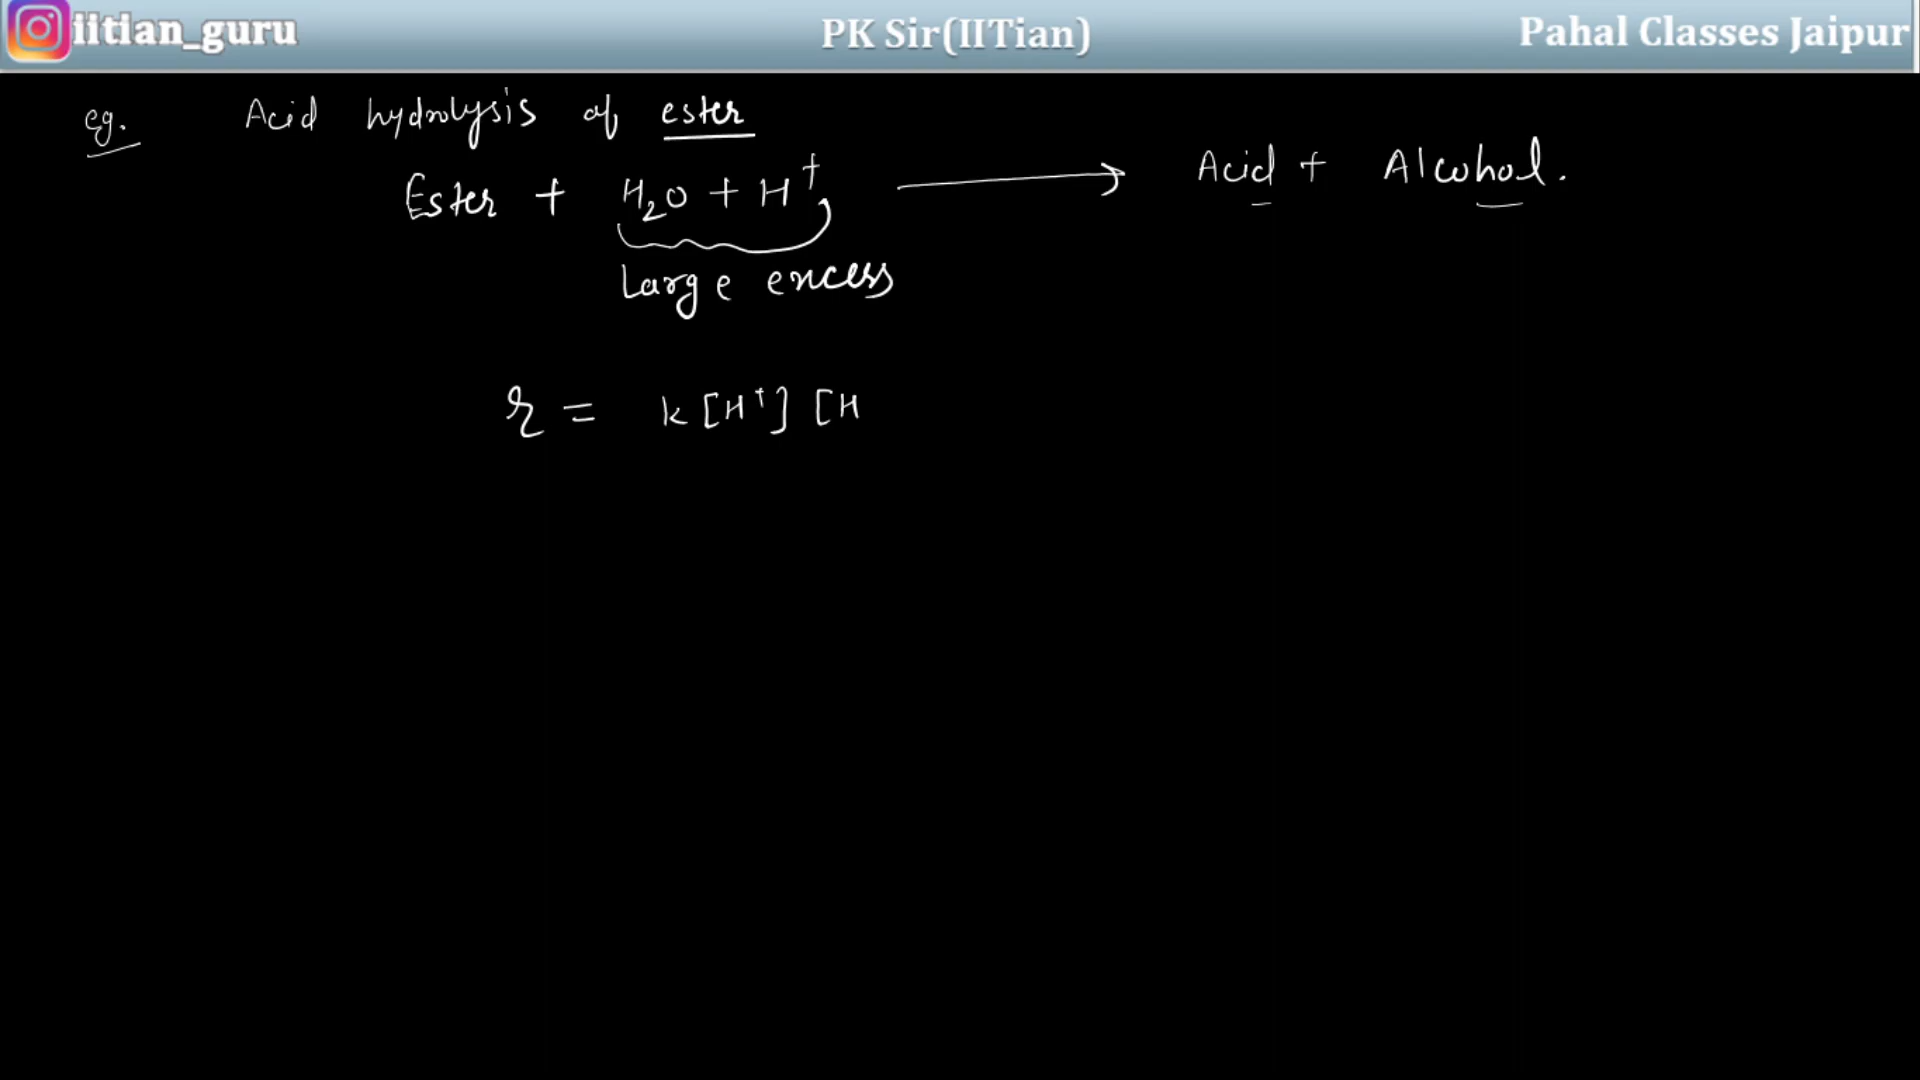 iitian_guru PK Sir(IITian) Pahal Classes Jaipur
eg. Acid hydrolysis of ester
Ester + H₂O + H⁺ ⟶ Acid + Alcohol.
Large excess
r = k[H⁺] [H